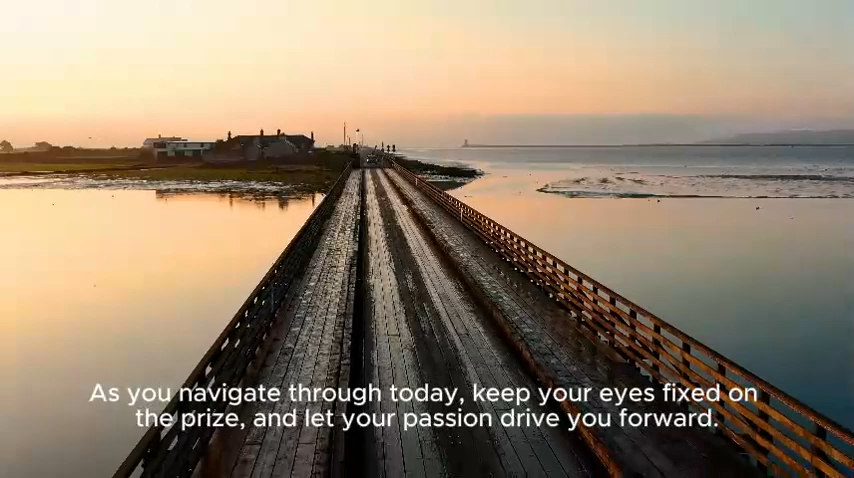 As you navigate through today, keep your eyes fixed on
the prize, and let your passion drive you forward.